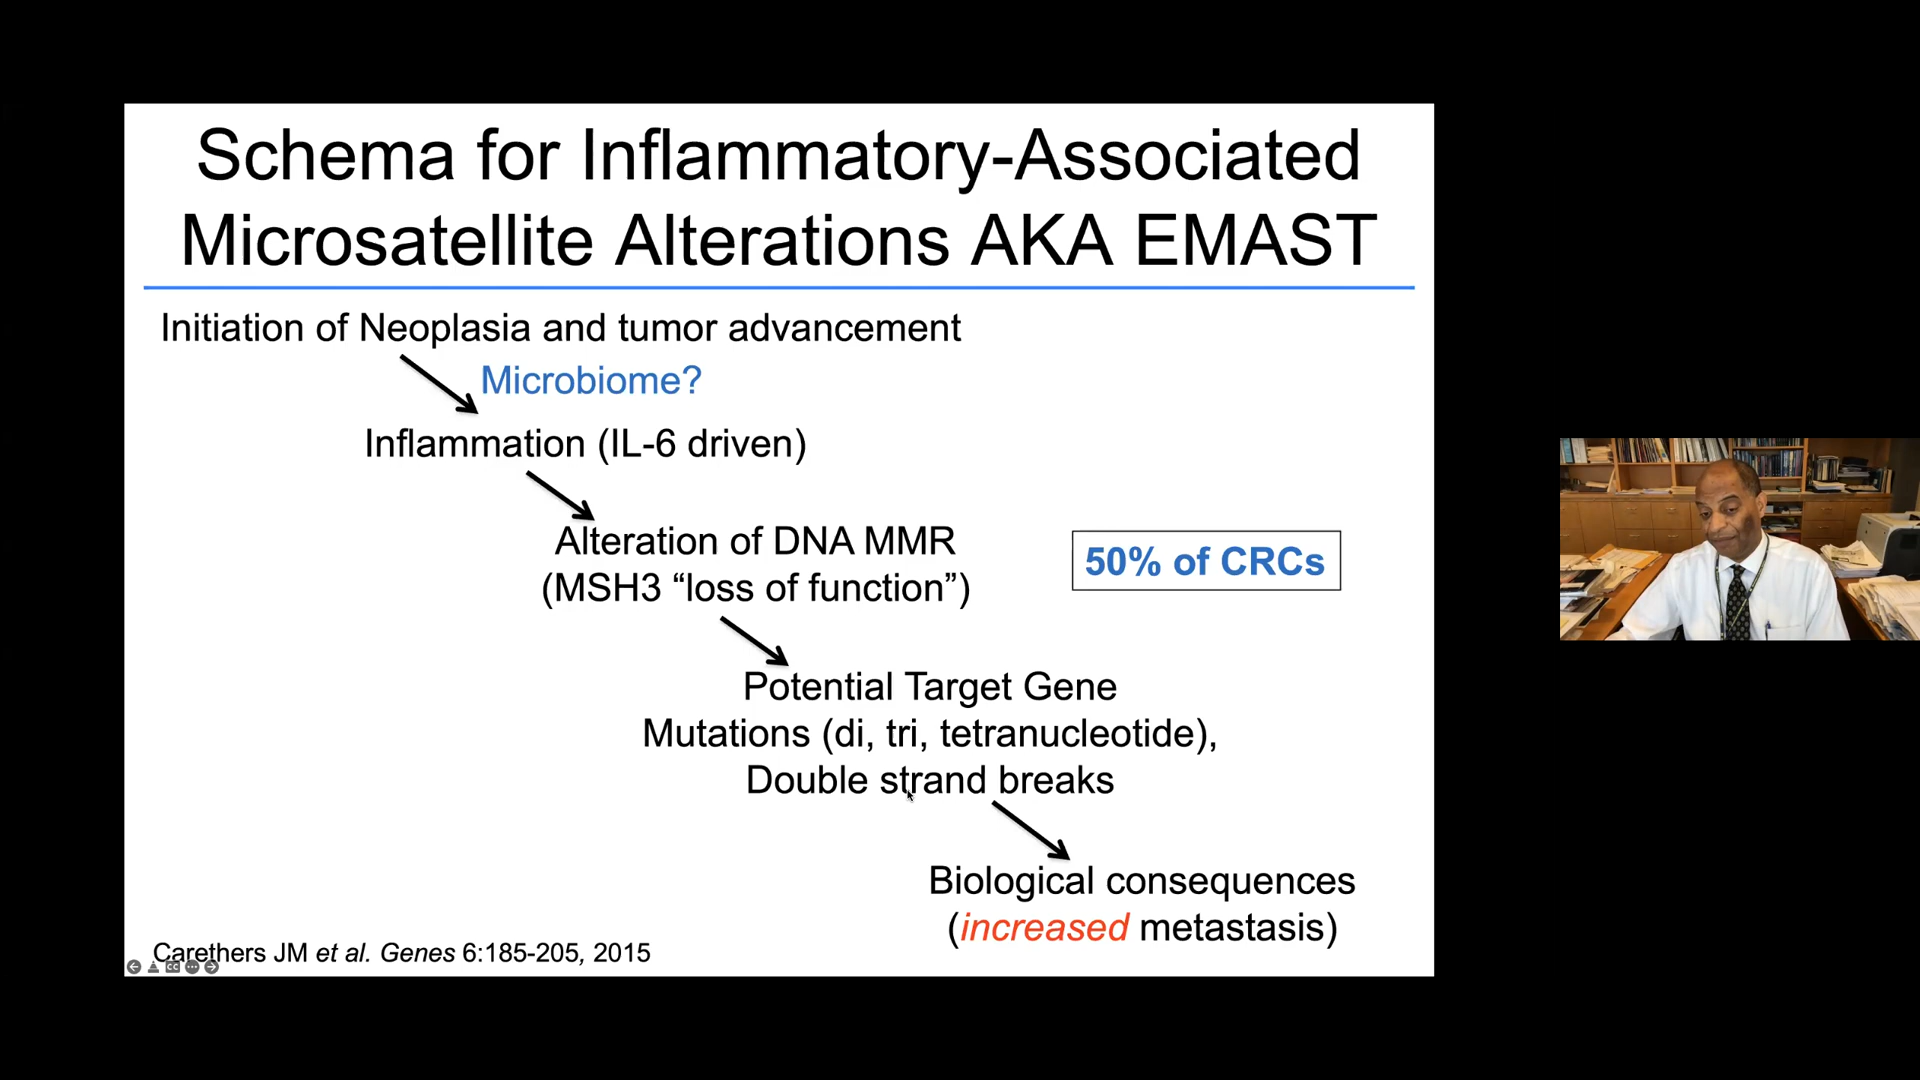 Schema for Inflammatory-Associated
Microsatellite Alterations AKA EMAST
Initiation of Neoplasia and tumor advancement
Microbiome?
Inflammation (IL-6 driven)
Alteration of DNA MMR
(MSH3 “loss of function”)
50% of CRCs
Potential Target Gene
Mutations (di, tri, tetranucleotide),
Double strand breaks
Biological consequences
(increased metastasis)
Carethers JM et al. Genes 6:185-205, 2015
CC